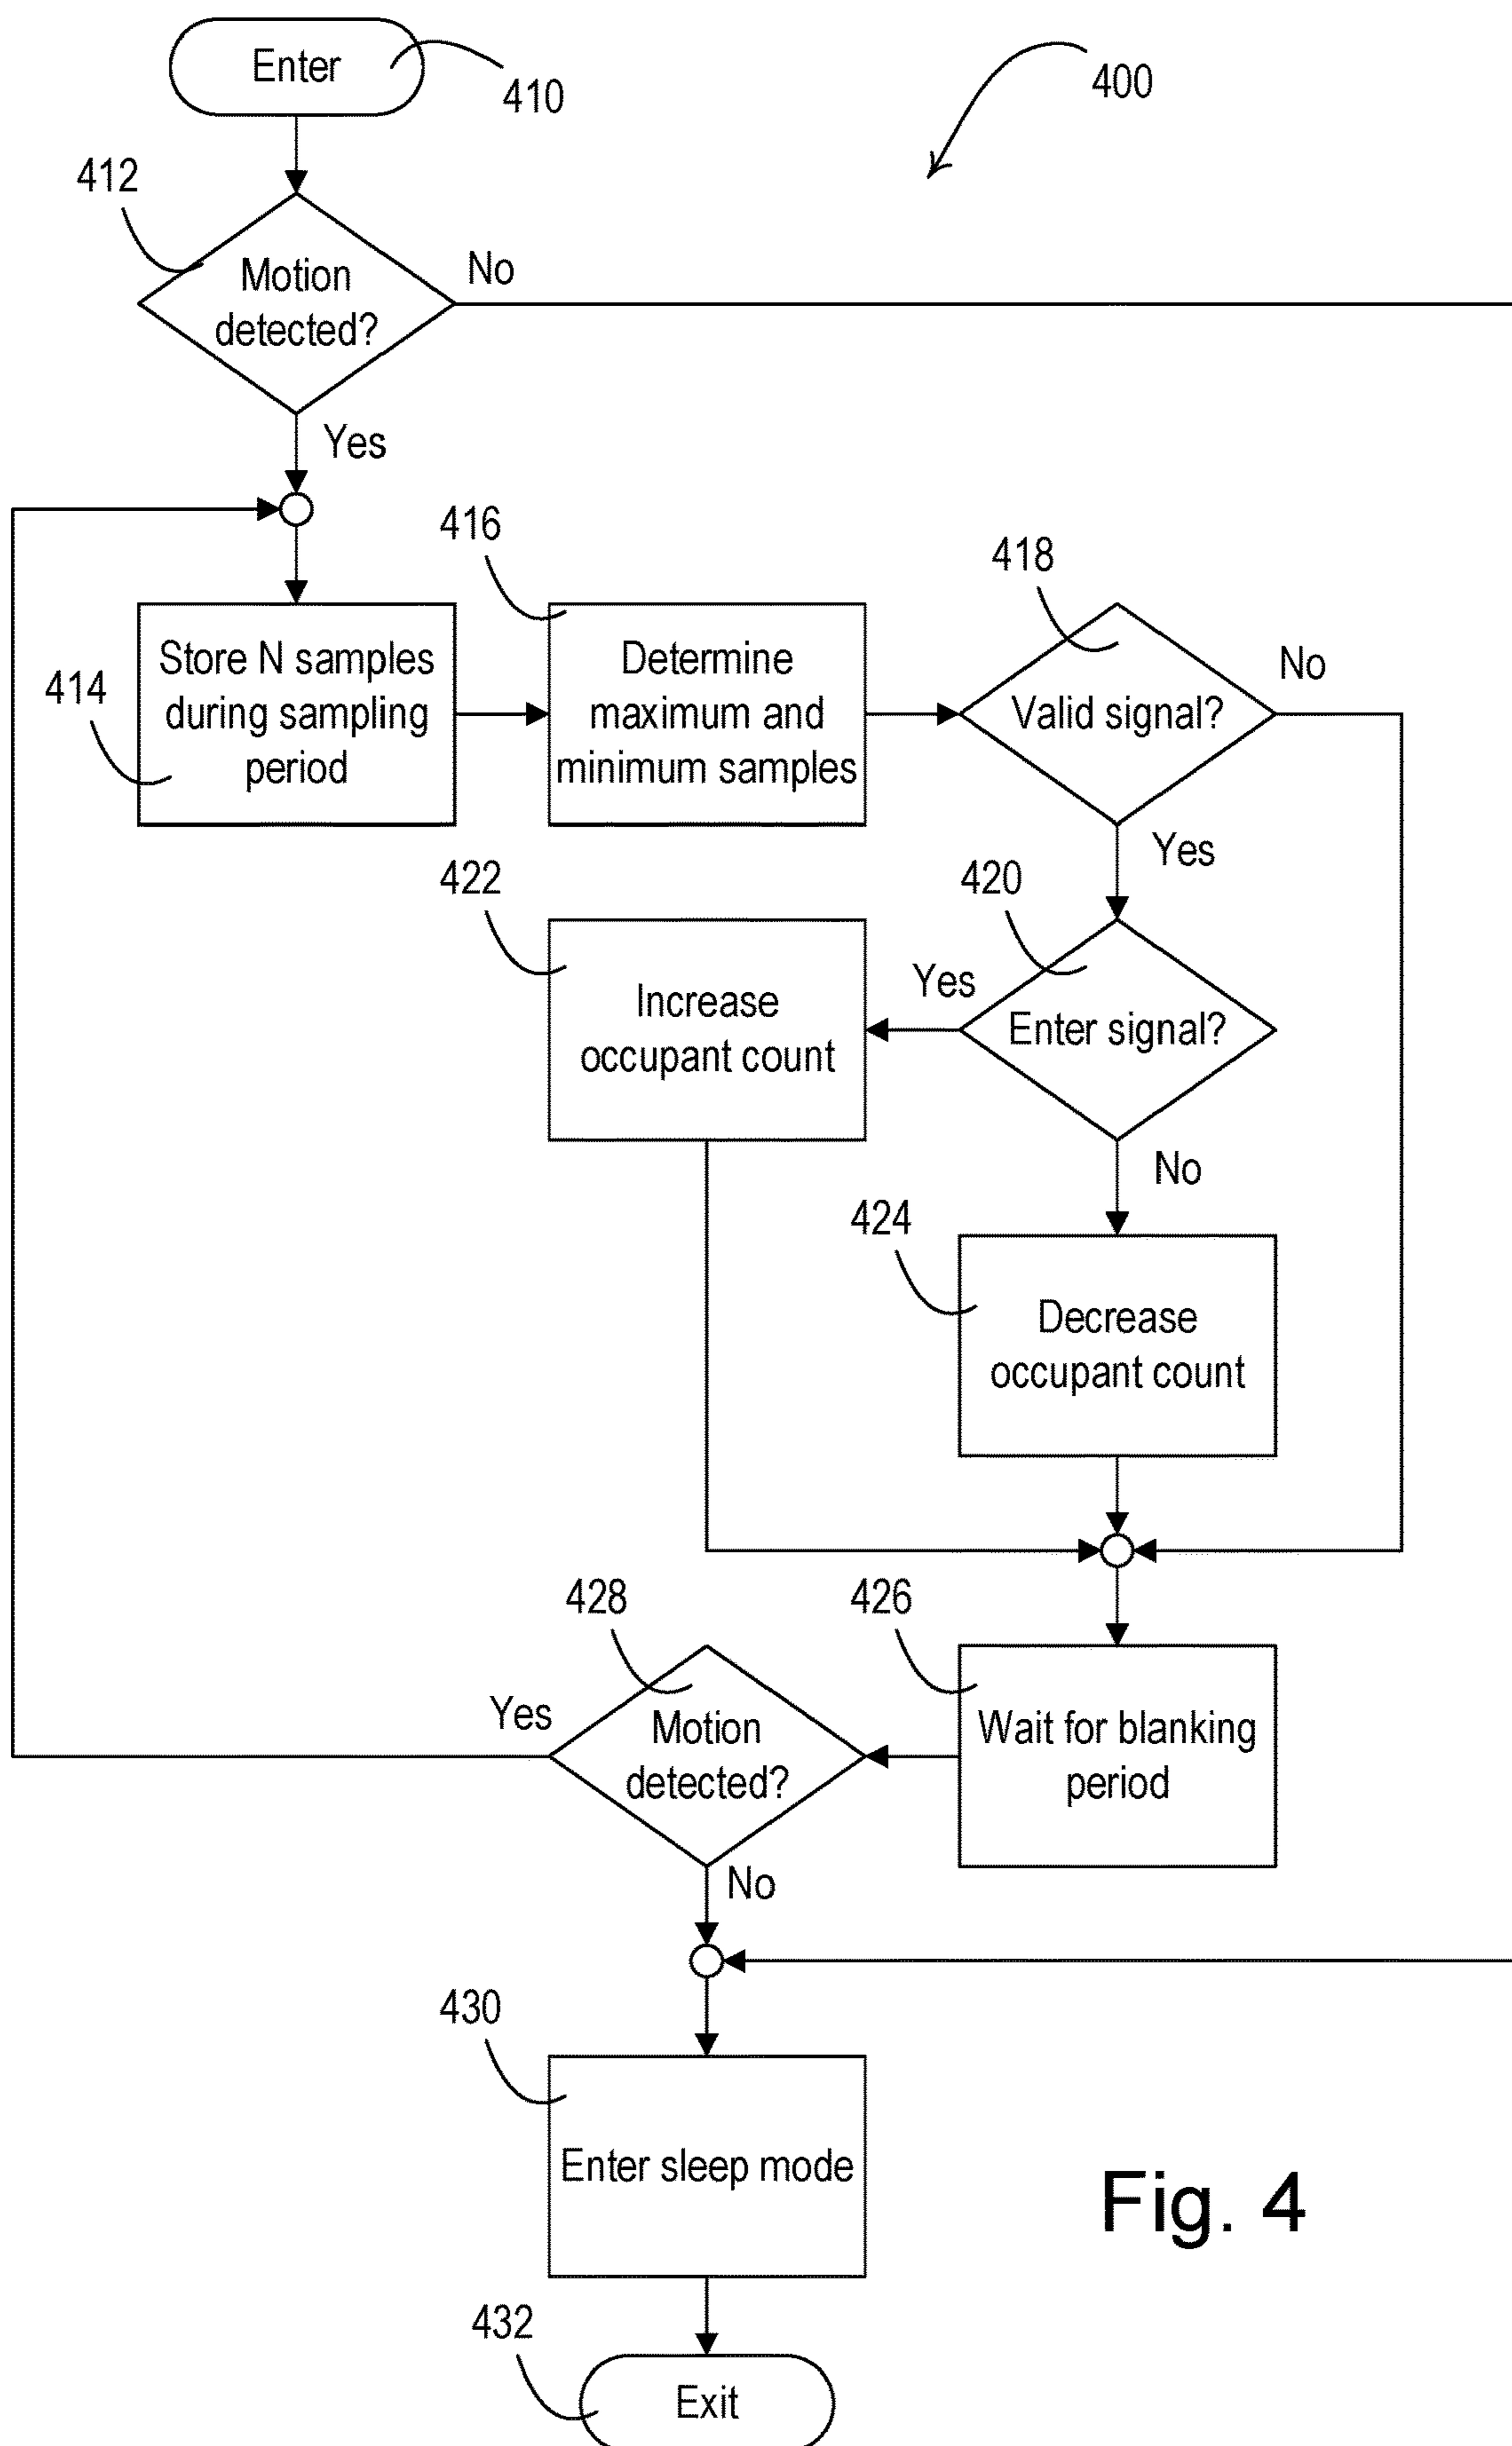 Enter
410
400
412
Motion
detected?
No
Yes
416
418
414
Store N samples
during sampling
period
Determine
maximum and
minimum samples
Valid signal?
No
Yes
422
420
Increase
occupant count
Yes
Enter signal?
No
424
Decrease
occupant count
428
426
Yes
Motion
detected?
Wait for blanking
period
No
430
Enter sleep mode
Fig. 4
432
Exit